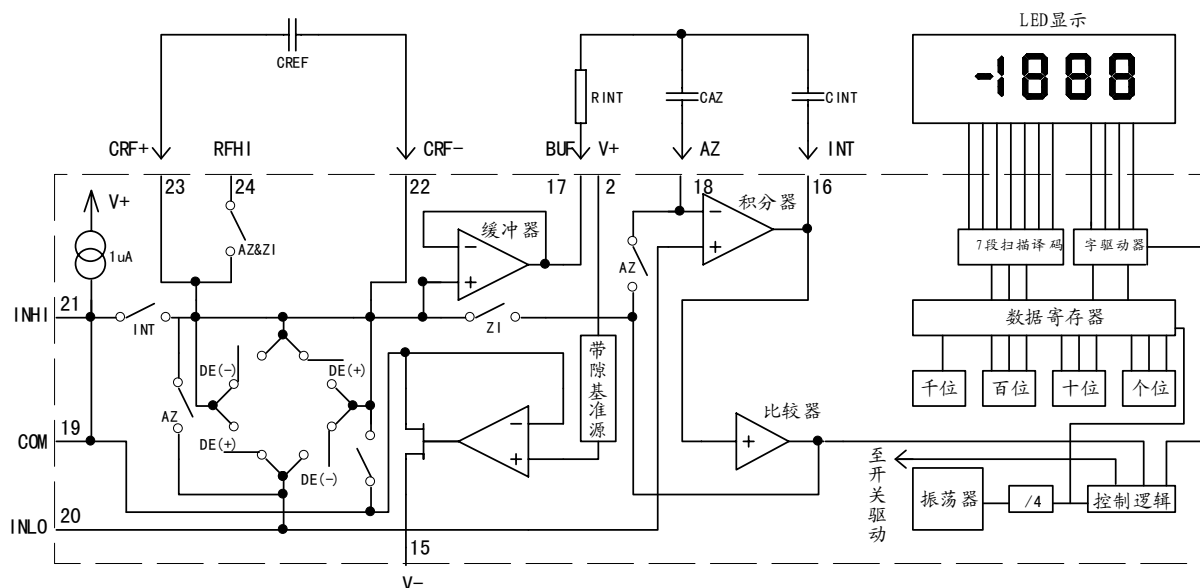 LED显示
-1888
CREF
RINT
CAZ
CINT
CRF+
RFHI
CRF-
BUF
V+
AZ
INT
23
24
22
17
2
18
16
V+
1uA
AZ&ZI
缓冲器
-
+
积分器
-
+
7段扫描译码
字驱动器
AZ
21
INHI
INT
ZI
数据寄存器
带隙基准源
DE(-)
DE(+)
AZ
千位
百位
十位
个位
-
+
比较器
+
19
COM
DE(+)
DE(-)
至开关驱动
振荡器
/4
控制逻辑
20
INLO
15
V-